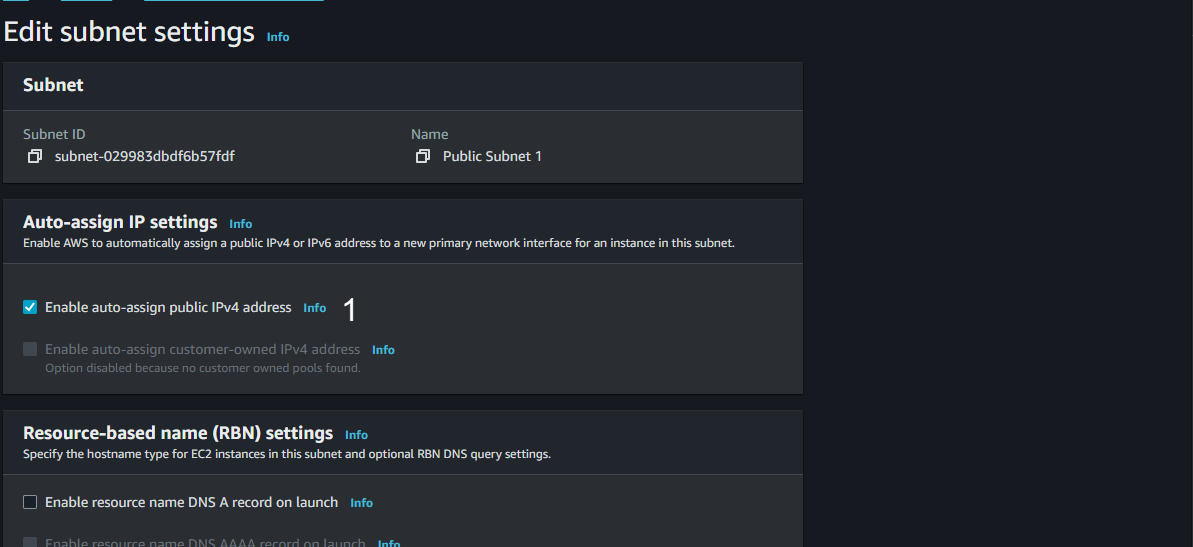 Edit subnet settings Info
Subnet
Subnet ID Name
subnet-029983dbdf6b57fdf Public Subnet 1
Auto-assign IP settings Info
Enable AWS to automatically assign a public IPv4 or IPv6 address to a new primary network interface for an instance in this subnet.
Enable auto-assign public IPv4 address Info 1
Enable auto-assign customer-owned IPv4 address Info
Option disabled because no customer owned pools found.
Resource-based name (RBN) settings Info
Specify the hostname type for EC2 instances in this subnet and optional RBN DNS query settings.
Enable resource name DNS A record on launch Info
Enable resource name DNS AAAA record on launch Info